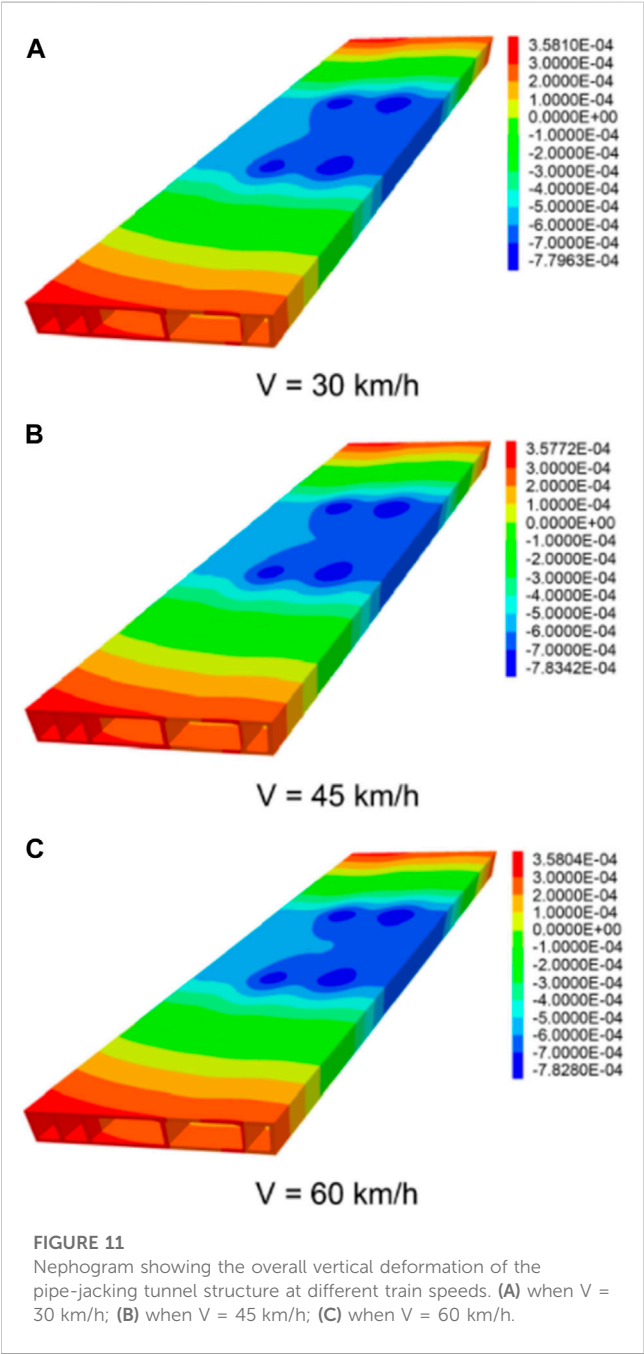 A
3.5810E-04
3.0000E-04
2.0000E-04
1.0000E-04
0.0000E+00
-1.0000E-04
-2.0000E-04
-3.0000E-04
-4.0000E-04
-5.0000E-04
-6.0000E-04
-7.0000E-04
-7.7963E-04
V = 30 km/h
B
3.5772E-04
3.0000E-04
2.0000E-04
1.0000E-04
0.0000E+00
-1.0000E-04
-2.0000E-04
-3.0000E-04
-4.0000E-04
-5.0000E-04
-6.0000E-04
-7.0000E-04
-7.8342E-04
V = 45 km/h
C
3.5804E-04
3.0000E-04
2.0000E-04
1.0000E-04
0.0000E+00
-1.0000E-04
-2.0000E-04
-3.0000E-04
-4.0000E-04
-5.0000E-04
-6.0000E-04
-7.0000E-04
-7.8280E-04
V = 60 km/h
FIGURE 11
Nephogram showing the overall vertical deformation of the
pipe-jacking tunnel structure at different train speeds. (A) when V =
30 km/h; (B) when V = 45 km/h; (C) when V = 60 km/h.